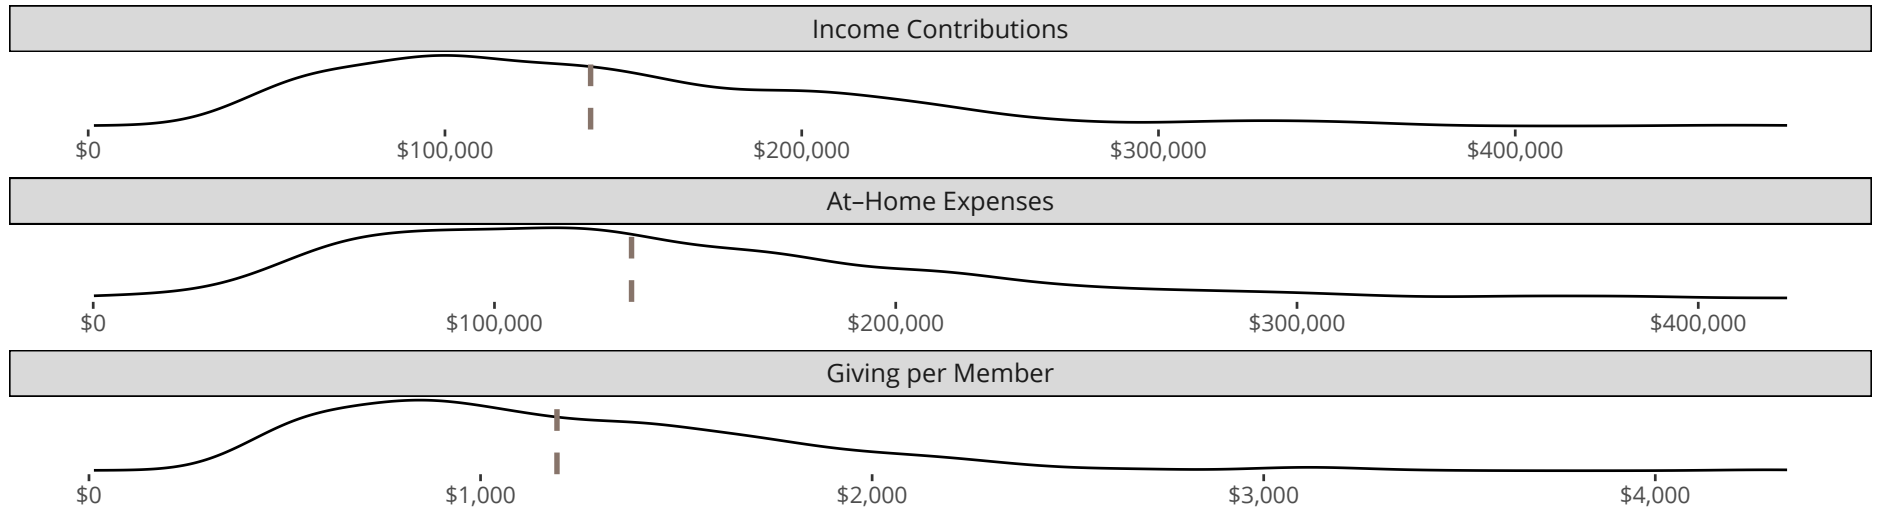 Income Contributions
$0 $100,000 $200,000 $300,000 $400,000
At–Home Expenses
$0 $100,000 $200,000 $300,000 $400,000
Giving per Member
$0 $1,000 $2,000 $3,000 $4,000